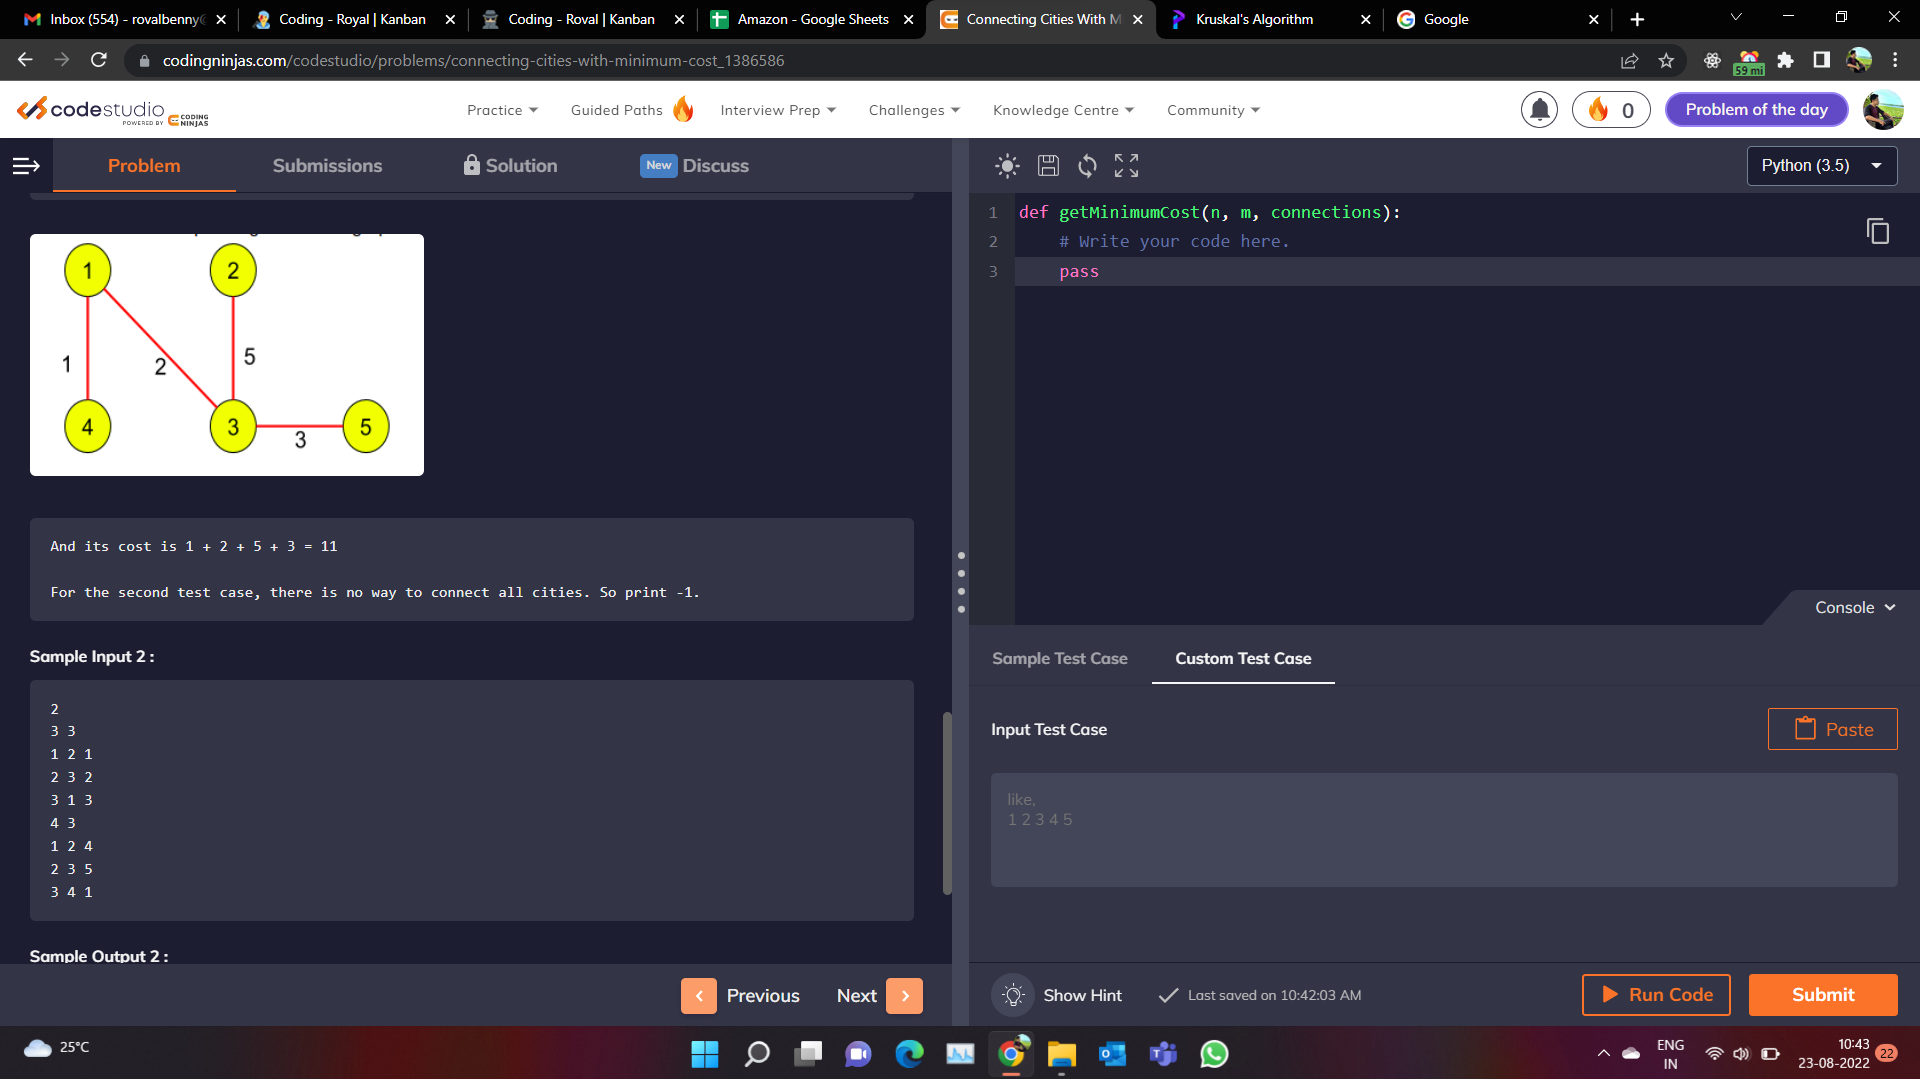 Inbox (554) - rovalbenny@
Coding - Royal | Kanban
Coding - Roval | Kanban
Amazon - Google Sheets
Connecting Cities With M
Kruskal's Algorithm
Google
codingninjas.com/codestudio/problems/connecting-cities-with-minimum-cost_1386586
59 mi
codestudio
POWERED BY CODING NINJAS
Practice
Guided Paths
Interview Prep
Challenges
Knowledge Centre
Community
0
Problem of the day
Problem
Submissions
Solution
New Discuss
Python (3.5)
1 def getMinimumCost(n, m, connections):
2 # Write your code here.
3 pass
1 2
1 2 5
4 3 3 5
And its cost is 1 + 2 + 5 + 3 = 11
For the second test case, there is no way to connect all cities. So print -1.
Sample Input 2 :
2
3 3
1 2 1
2 3 2
3 1 3
4 3
1 2 4
2 3 5
3 4 1
Sample Output 2 :
Previous
Next
Console
Sample Test Case
Custom Test Case
Input Test Case
Paste
like,
1 2 3 4 5
Show Hint
Last saved on 10:42:03 AM
Run Code
Submit
25°C
ENG
IN
10:43
23-08-2022
22